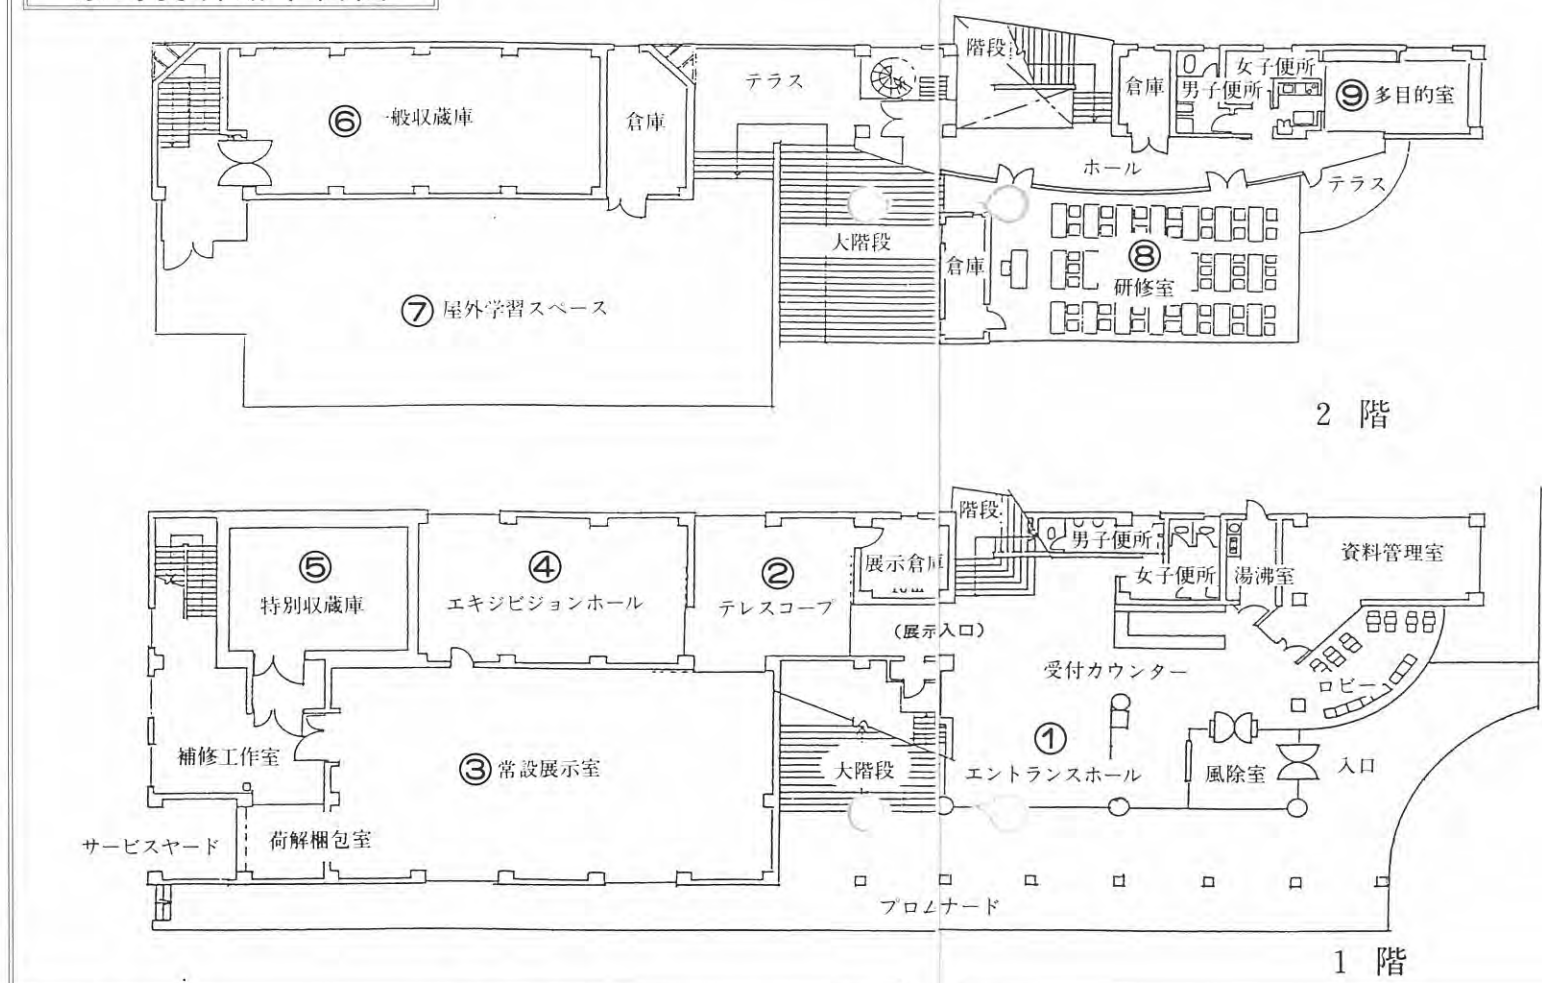 階段
女子便所
テラス
倉庫
男子便所
⑨多目的室
⑥一般収蔵庫
倉庫
ホール
テラス
大階段
倉庫
⑧
研修室
⑦屋外学習スペース
2 階
階段
男子便所
資料管理室
⑤
④
②
展示倉庫
女子便所
湯沸室
特別収蔵庫
エキジビジョンホール
テレスコープ
(展示入口)
受付カウンター
ロビー
補修工作室
③常設展示室
大階段
①
エントランスホール
風除室
入口
サービスヤード
荷解梱包室
プロムナード
1 階